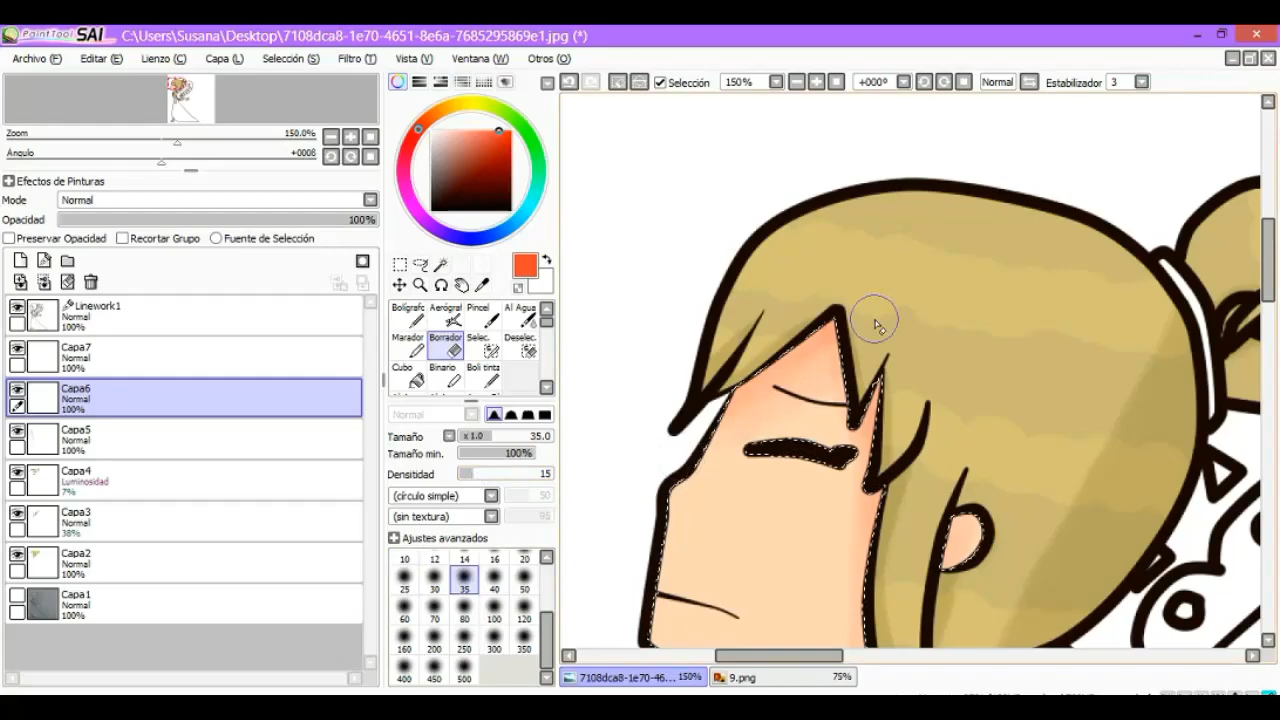 PaintTool SAI C:\Users\Susana\Desktop\7108dca8-1e70-4651-8e6a-7685295869e1.jpg (*)
Archivo (F) Editar (E) Lienzo (C) Capa (L) Selección (S) Filtro (T) Vista (V) Ventana (W) Otros (O)
Selección 150% +000º Normal Estabilizador 3
Zoom 150.0%
Ángulo +000º
Efectos de Pinturas
Mode Normal
Opacidad 100%
Preservar Opacidad Recortar Grupo Fuente de Selección
Linework1
Normal
100%
Capa7
Normal
100%
Capa6
Normal
100%
Capa5
Normal
100%
Capa4
Luminosidad
7%
Capa3
Normal
38%
Capa2
Normal
100%
Capa1
Normal
100%
Bolígrafc Aerógraf Pincel Al Agua
Marador Borrador Selec. Deselec.
Cubo Binario Boli tinta
Normal
Tamaño x 1.0 35.0
Tamaño min. 100%
Densitidad 15
(círculo simple) 50
(sin textura) 95
Ajustes avanzados
10 12 14 16 20
25 30 35 40 50
60 70 80 100 120
160 200 250 300 350
400 450 500
7108dca8-1e70-46... 150% 9.png 75%